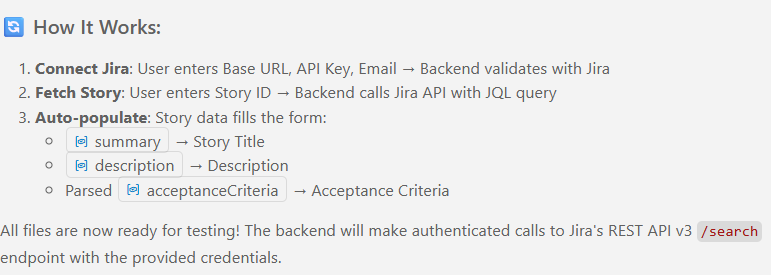 How It Works:
1. Connect Jira: User enters Base URL, API Key, Email → Backend validates with Jira
2. Fetch Story: User enters Story ID → Backend calls Jira API with JQL query
3. Auto-populate: Story data fills the form:
○ summary → Story Title
○ description → Description
○ Parsed acceptanceCriteria → Acceptance Criteria
All files are now ready for testing! The backend will make authenticated calls to Jira's REST API v3 /search
endpoint with the provided credentials.